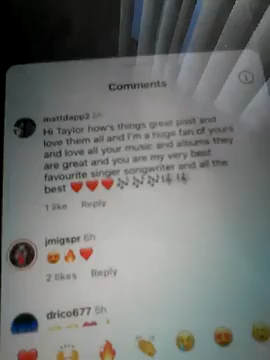 Comments
mattdapp2 6h
Hi Taylor how's things great post and
love them all and I'm a huge fan of yours
and love all your music and albums they
are great and you are my very best
favourite singer songwriter and all the
best ❤️❤️❤️🎶🎶🎶🎼🎼
1 like Reply
jmigspr 6h
😍🔥❤️
2 likes Reply
drico677 6h